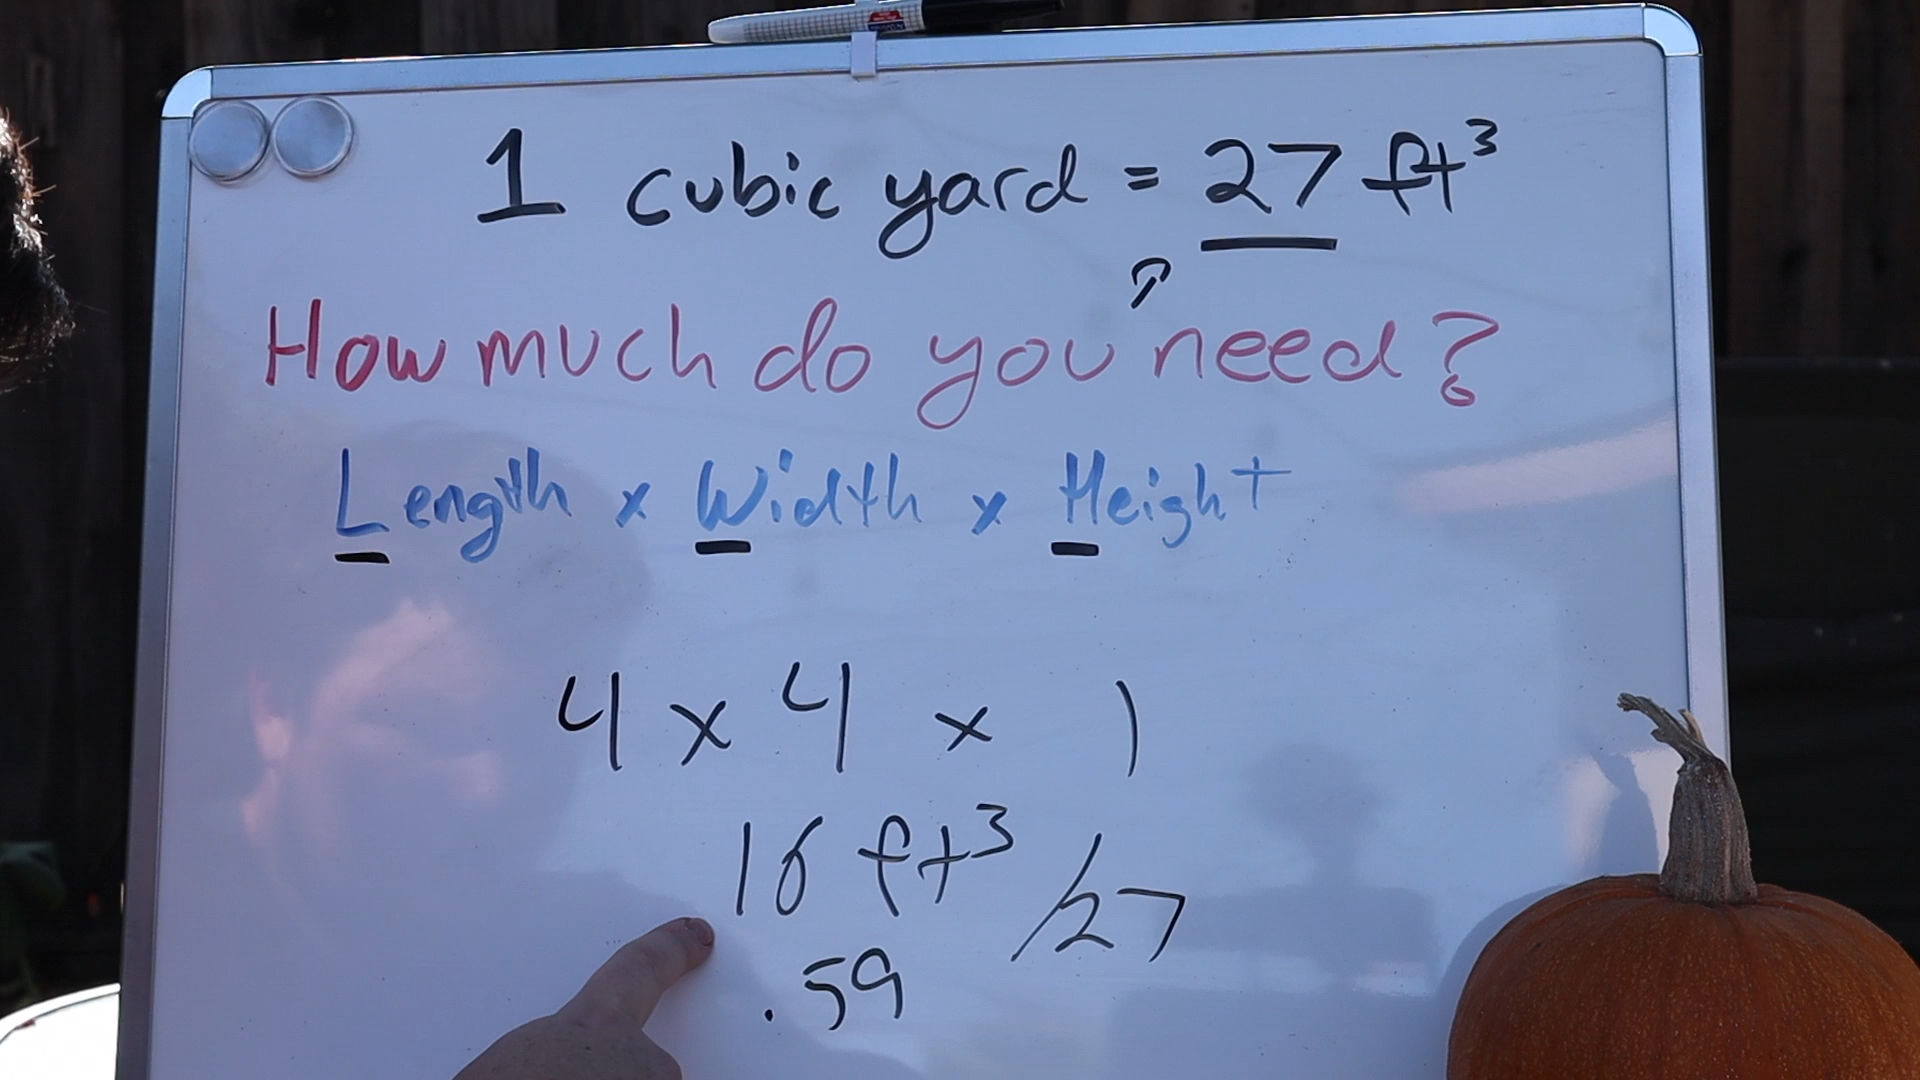 1 cubic yard = 27 ft³
How much do you need?
Length x Width x Height
4 x 4 x 1
16 ft³ /27
.59